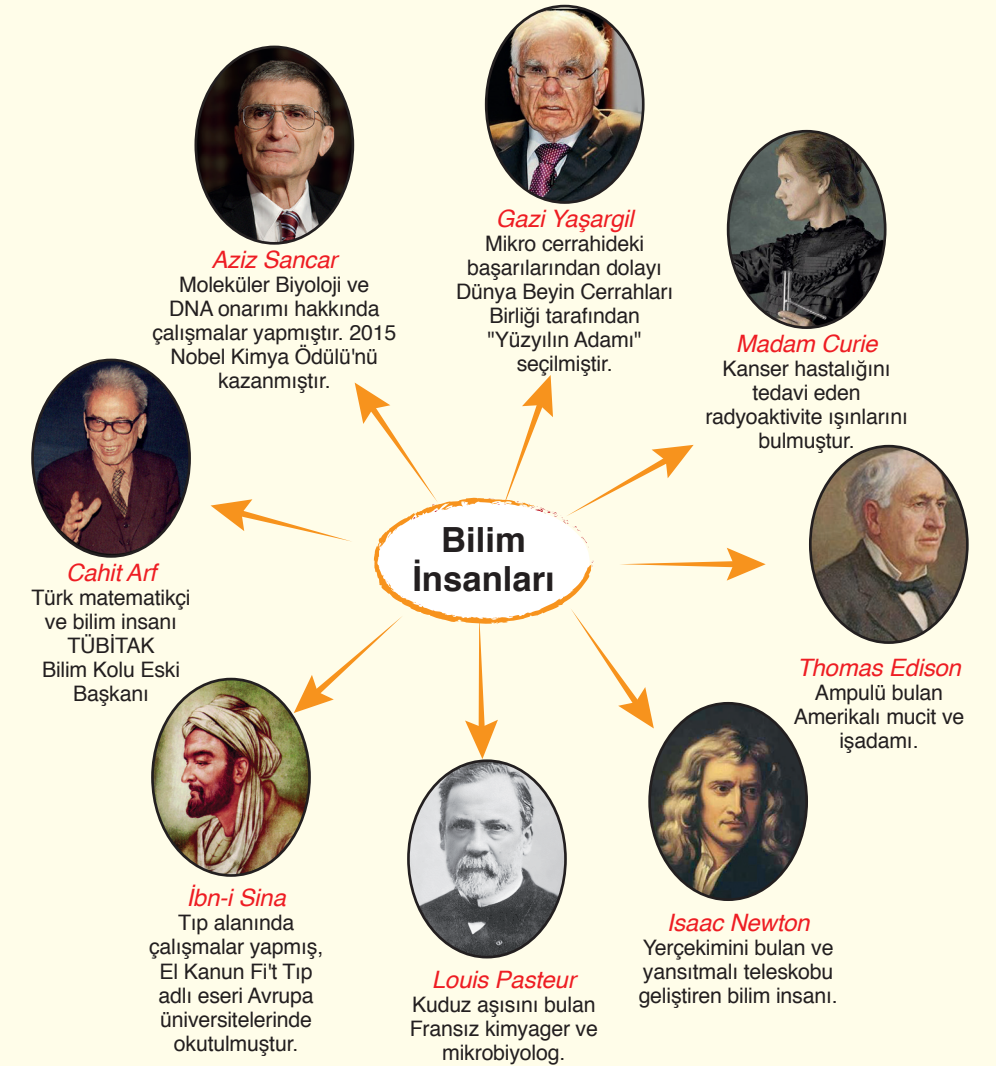 Bilim
İnsanları
Aziz Sancar
Moleküler Biyoloji ve
DNA onarımı hakkında
çalışmalar yapmıştır. 2015
Nobel Kimya Ödülü'nü
kazanmıştır.
Gazi Yaşargil
Mikro cerrahideki
başarılarından dolayı
Dünya Beyin Cerrahları
Birliği tarafından
"Yüzyılın Adamı"
seçilmiştir.
Madam Curie
Kanser hastalığını
tedavi eden
radyoaktivite ışınlarını
bulmuştur.
Thomas Edison
Ampulü bulan
Amerikalı mucit ve
işadamı.
Isaac Newton
Yerçekimini bulan ve
yansıtmalı teleskobu
geliştiren bilim insanı.
Louis Pasteur
Kuduz aşısını bulan
Fransız kimyager ve
mikrobiyolog.
İbn-i Sina
Tıp alanında
çalışmalar yapmış,
El Kanun Fi't Tıp
adlı eseri Avrupa
üniversitelerinde
okutulmuştur.
Cahit Arf
Türk matematikçi
ve bilim insanı
TÜBİTAK
Bilim Kolu Eski
Başkanı